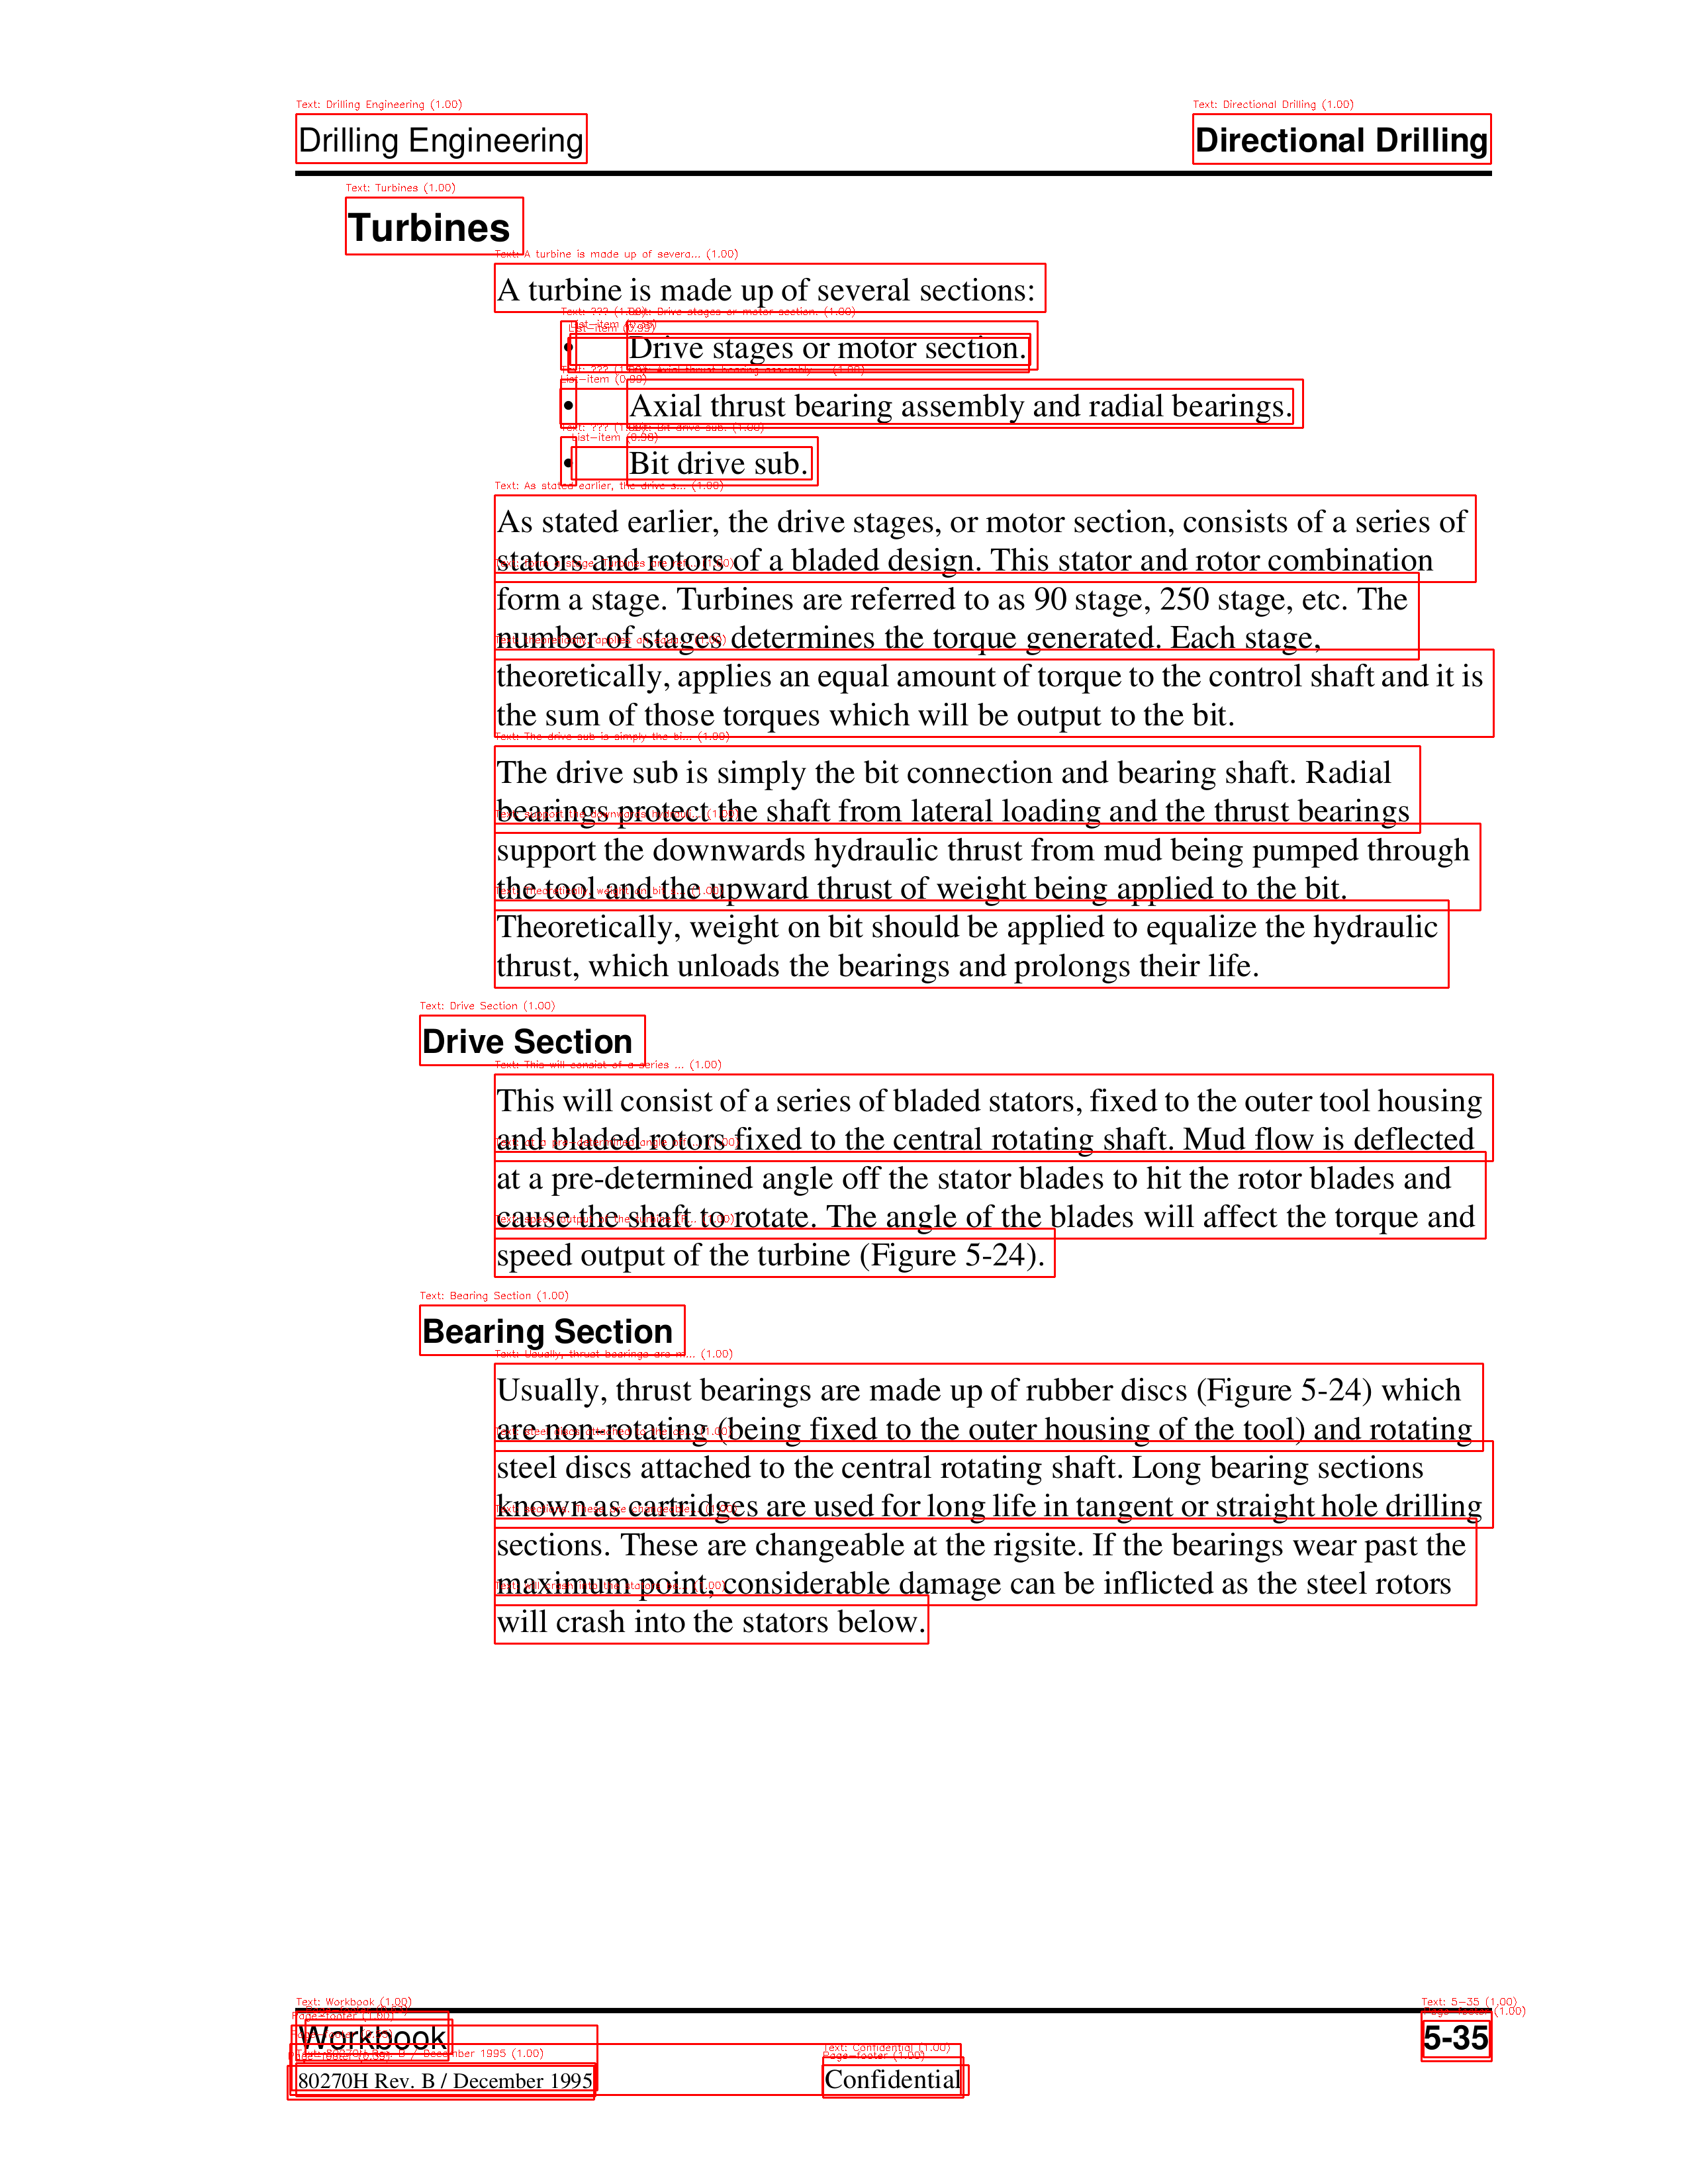 Drilling Engineering
Directional Drilling
Turbines
A turbine is made up of several sections:
• Drive stages or motor section.
• Axial thrust bearing assembly and radial bearings.
• Bit drive sub.
As stated earlier, the drive stages, or motor section, consists of a series of
stators and rotors of a bladed design. This stator and rotor combination
form a stage. Turbines are referred to as 90 stage, 250 stage, etc. The
number of stages determines the torque generated. Each stage,
theoretically, applies an equal amount of torque to the control shaft and it is
the sum of those torques which will be output to the bit.
The drive sub is simply the bit connection and bearing shaft. Radial
bearings protect the shaft from lateral loading and the thrust bearings
support the downwards hydraulic thrust from mud being pumped through
the tool and the upward thrust of weight being applied to the bit.
Theoretically, weight on bit should be applied to equalize the hydraulic
thrust, which unloads the bearings and prolongs their life.
Drive Section
This will consist of a series of bladed stators, fixed to the outer tool housing
and bladed rotors fixed to the central rotating shaft. Mud flow is deflected
at a pre-determined angle off the stator blades to hit the rotor blades and
cause the shaft to rotate. The angle of the blades will affect the torque and
speed output of the turbine (Figure 5-24).
Bearing Section
Usually, thrust bearings are made up of rubber discs (Figure 5-24) which
are non-rotating (being fixed to the outer housing of the tool) and rotating
steel discs attached to the central rotating shaft. Long bearing sections
known as cartridges are used for long life in tangent or straight hole drilling
sections. These are changeable at the rigsite. If the bearings wear past the
maximum point, considerable damage can be inflicted as the steel rotors
will crash into the stators below.
Workbook
5-35
80270H Rev. B / December 1995
Confidential